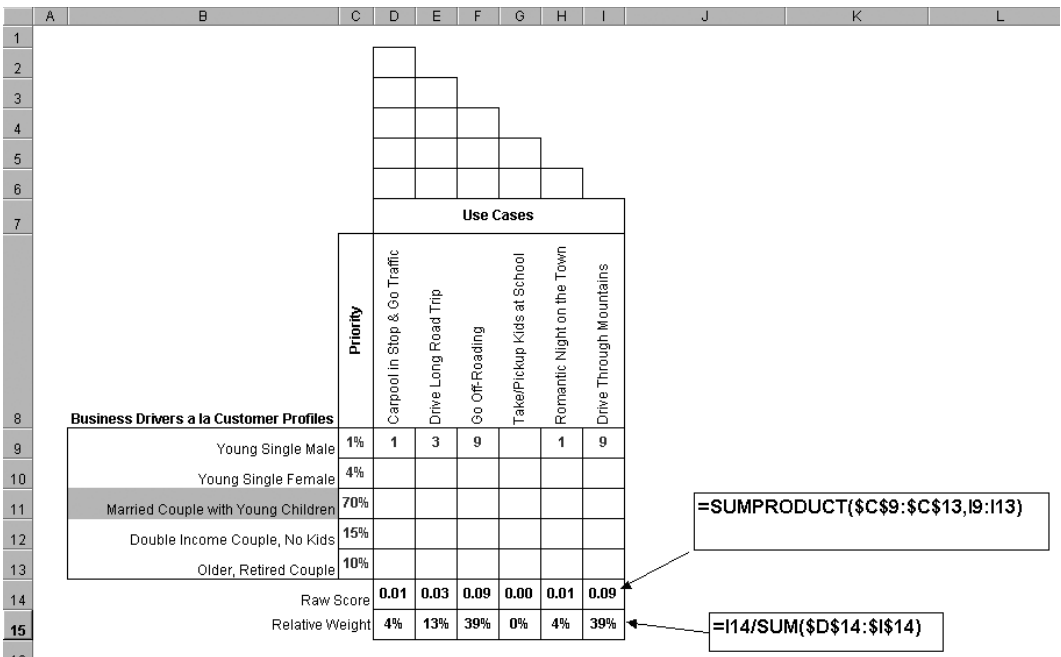 A B C D E F G H I J K L
1
2
3
4
5
6
7 Use Cases
8 Business Drivers a la Customer Profiles Priority Carpool in Stop & Go Traffic Drive Long Road Trip Go Off-Roading Take/Pickup Kids at School Romantic Night on the Town Drive Through Mountains
9 Young Single Male 1% 1 3 9 1 9
10 Young Single Female 4%
11 Married Couple with Young Children 70%
=SUMPRODUCT($C$9:$C$13,I9:I13)
12 Double Income Couple, No Kids 15%
13 Older, Retired Couple 10%
14 Raw Score 0.01 0.03 0.09 0.00 0.01 0.09
15 Relative Weight 4% 13% 39% 0% 4% 39%
=I14/SUM($D$14:$I$14)